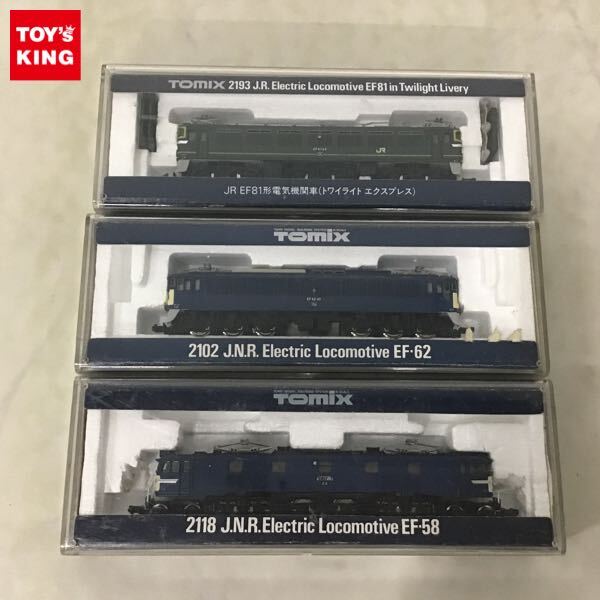 TOY's
KING
TOMIX 2193 J.R. Electric Locomotive EF81 in Twilight Livery
JR
JR EF81形電気機関車(トワイライト エクスプレス)
TOMIX
2102 J.N.R. Electric Locomotive EF·62
TOMIX
2118 J.N.R. Electric Locomotive EF·58